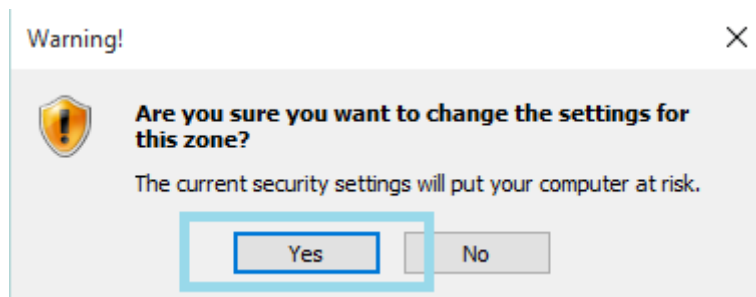 Warning!
Are you sure you want to change the settings for
this zone?
The current security settings will put your computer at risk.
Yes No